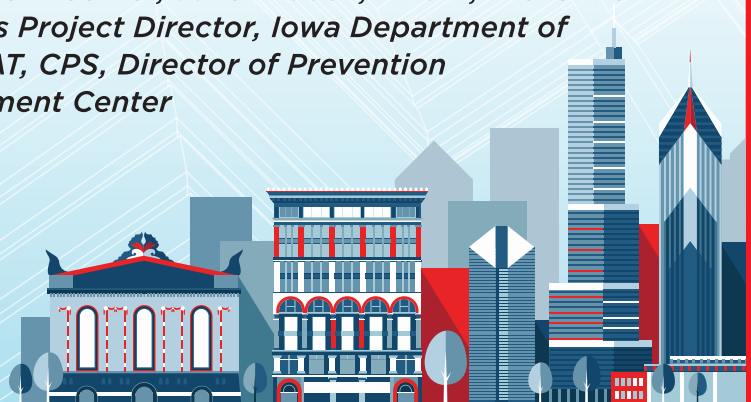 s Project Director, Iowa Department of
AT, CPS, Director of Prevention
ment Center